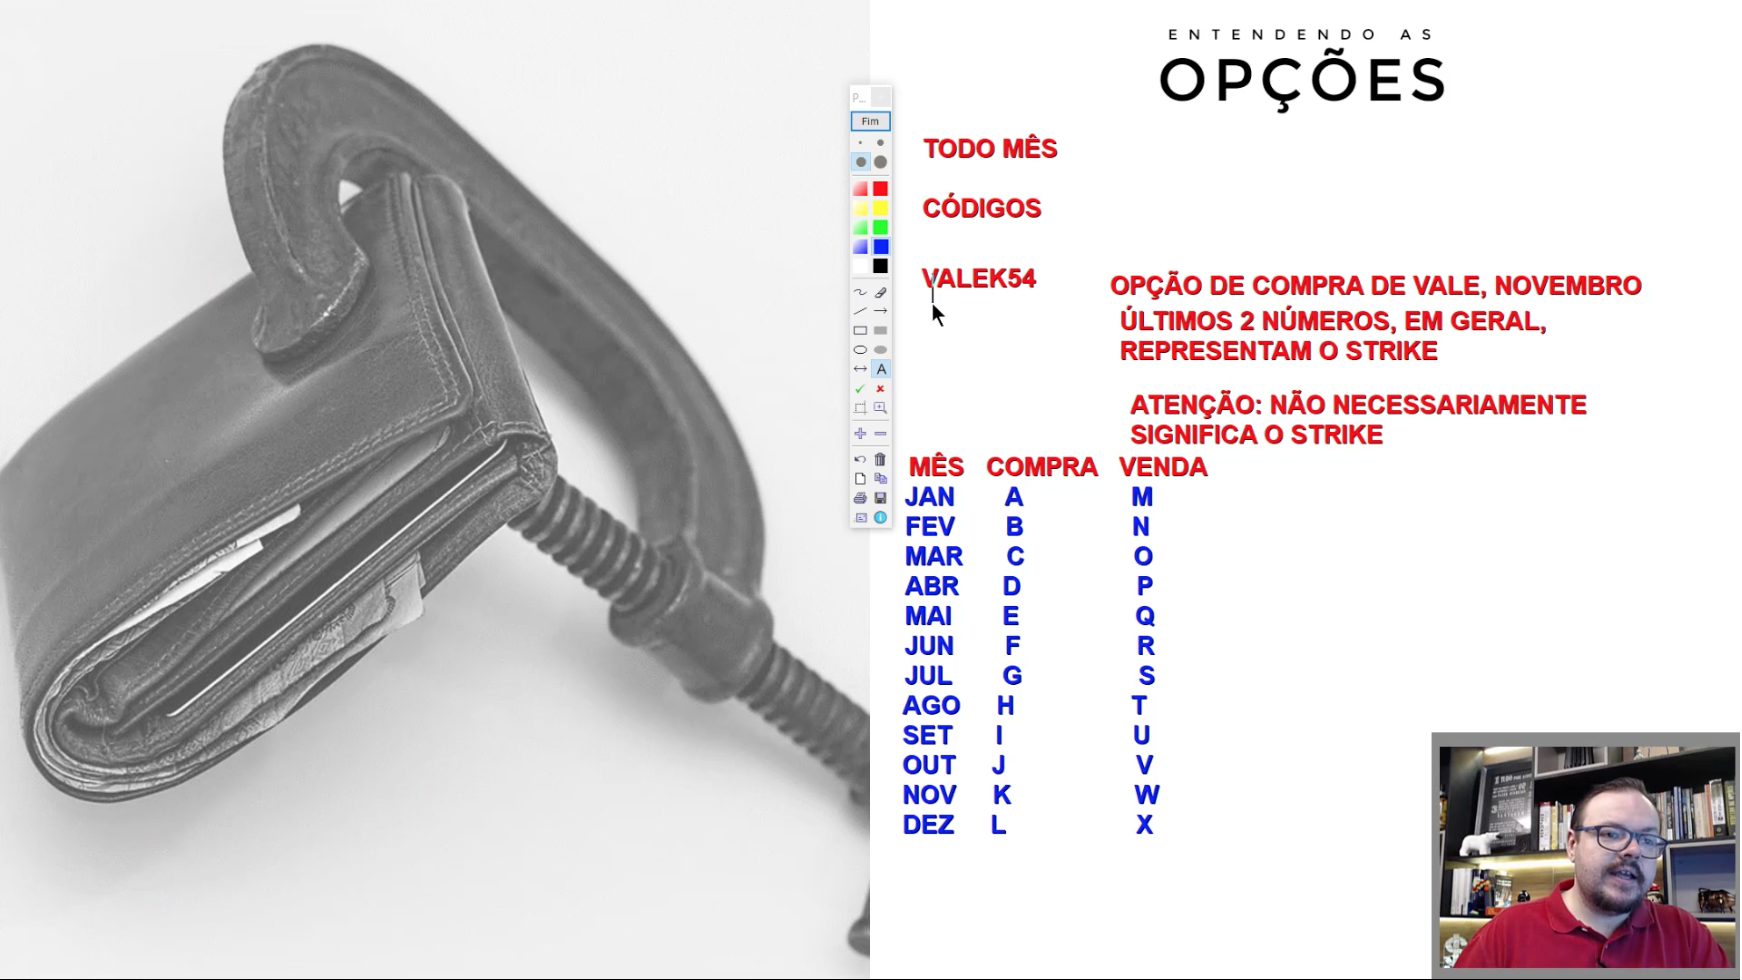 ENTENDENDO AS
OPÇÕES
P...
Fim
TODO MÊS
CÓDIGOS
VALEK54
OPÇÃO DE COMPRA DE VALE, NOVEMBRO
ÚLTIMOS 2 NÚMEROS, EM GERAL,
REPRESENTAM O STRIKE
ATENÇÃO: NÃO NECESSARIAMENTE
SIGNIFICA O STRIKE
MÊS COMPRA VENDA
JAN A M
FEV B N
MAR C O
ABR D P
MAI E Q
JUN F R
JUL G S
AGO H T
SET I U
OUT J V
NOV K W
DEZ L X
A